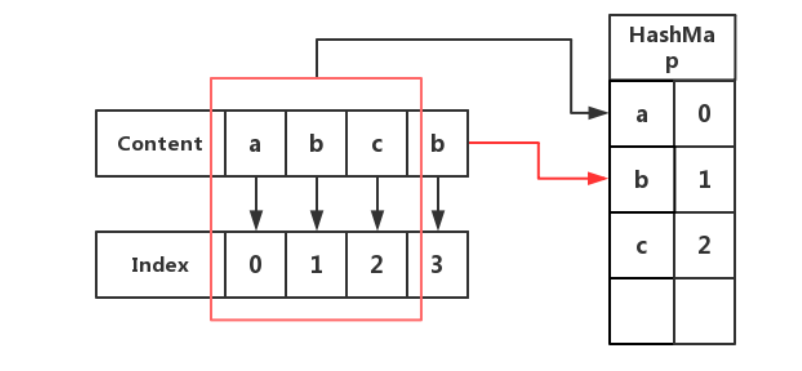 HashMa
p
a 0
Content a b c b
b 1
c 2
Index 0 1 2 3